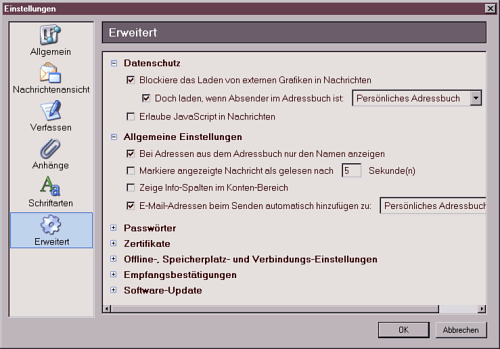 Einstellungen
Allgemein
Nachrichtenansicht
Verfassen
Anhänge
Schriftarten
Erweitert
Erweitert
Datenschutz
Blockiere das Laden von externen Grafiken in Nachrichten
Doch laden, wenn Absender im Adressbuch ist: Persönliches Adressbuch
Erlaube JavaScript in Nachrichten
Allgemeine Einstellungen
Bei Adressen aus dem Adressbuch nur den Namen anzeigen
Markiere angezeigte Nachricht als gelesen nach 5 Sekunde(n)
Zeige Info-Spalten im Konten-Bereich
E-Mail-Adressen beim Senden automatisch hinzufügen zu: Persönliches Adressbuch
Passwörter
Zertifikate
Offline-, Speicherplatz- und Verbindungs-Einstellungen
Empfangsbestätigungen
Software-Update
OK Abbrechen